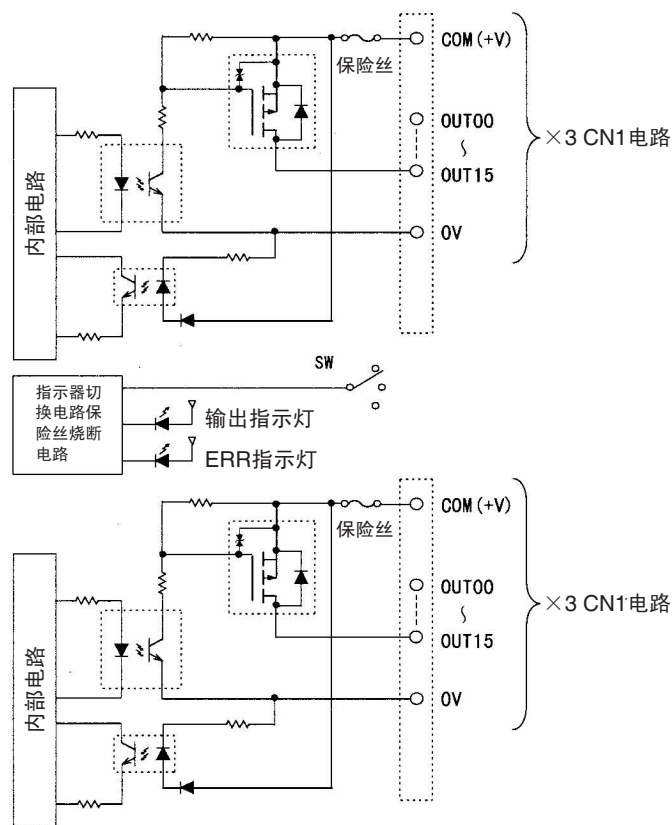 COM(+V)
保险丝
OUT00
~
OUT15
×3 CN1电路
0V
内部电路
SW
指示器切
换电路保
险丝烧断
电路
输出指示灯
ERR指示灯
COM(+V)
保险丝
OUT00
~
OUT15
×3 CN1电路
0V
内部电路